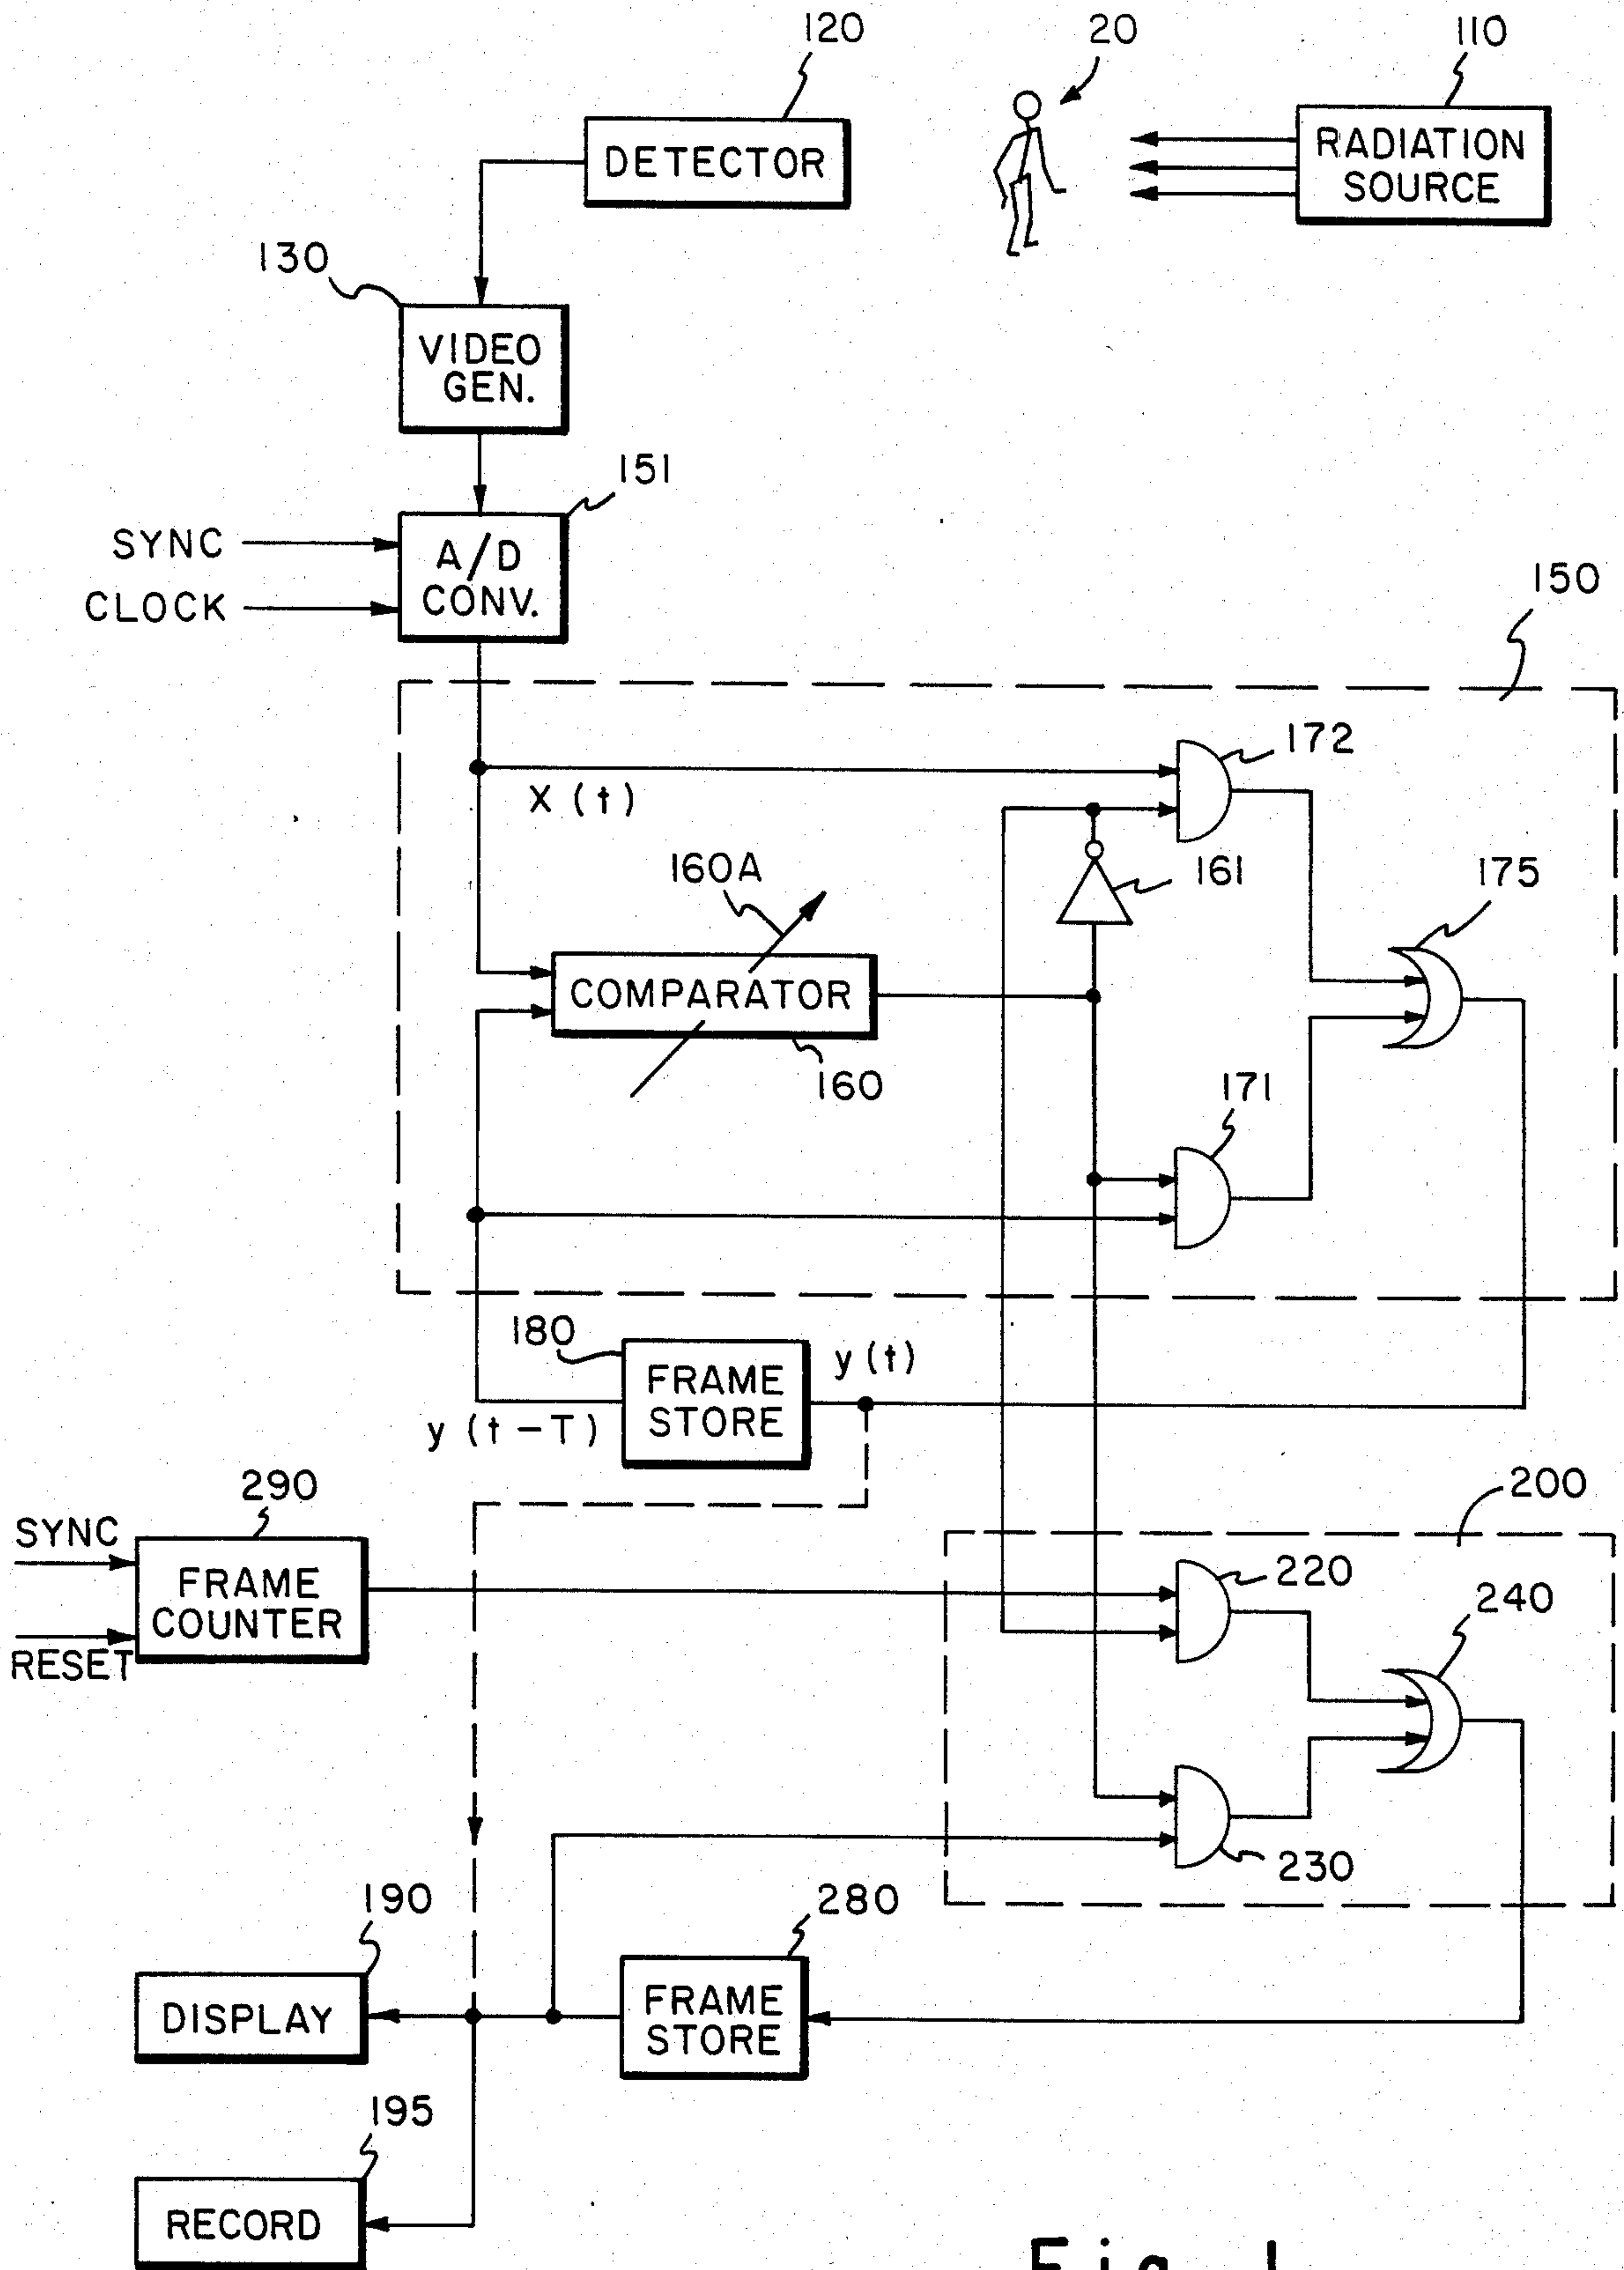 120
20
110
DETECTOR
RADIATION
SOURCE
130
VIDEO
GEN.
151
SYNC
CLOCK
A/D
CONV.
150
172
X (t)
160A
161
175
COMPARATOR
160
171
180
FRAME
STORE
y (t)
y (t - T)
290
SYNC
RESET
FRAME
COUNTER
200
220
240
230
190
280
DISPLAY
FRAME
STORE
195
RECORD
Fig. 1